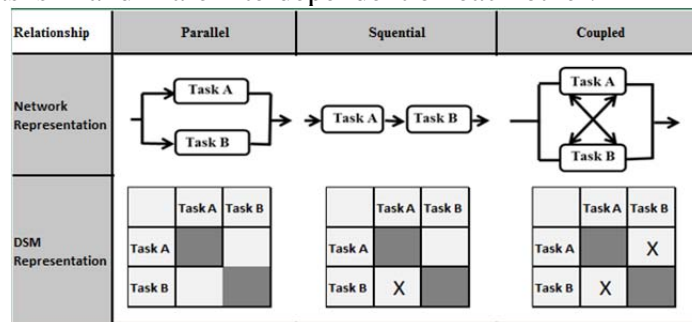 Relationship Parallel Squential Coupled
Network
Representation
Task A
Task B
Task A Task B
Task A
Task B
DSM
Representation
Task A Task B
Task A
Task B
Task A Task B
Task A
Task B X
Task A Task B
Task A X
Task B X